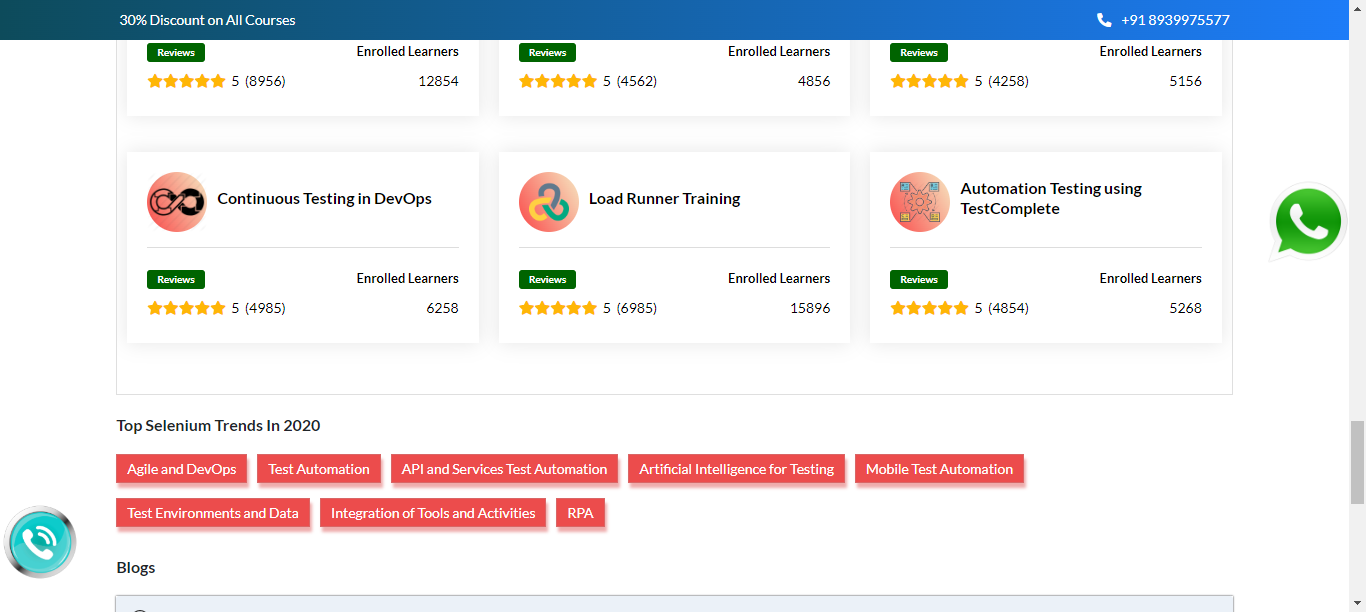 30% Discount on All Courses
+91 8939975577
Reviews
Enrolled Learners
5 (8956)
12854
Reviews
Enrolled Learners
5 (4562)
4856
Reviews
Enrolled Learners
5 (4258)
5156
Continuous Testing in DevOps
Reviews
Enrolled Learners
5 (4985)
6258
Load Runner Training
Reviews
Enrolled Learners
5 (6985)
15896
Automation Testing using
TestComplete
Reviews
Enrolled Learners
5 (4854)
5268
Top Selenium Trends In 2020
Agile and DevOps
Test Automation
API and Services Test Automation
Artificial Intelligence for Testing
Mobile Test Automation
Test Environments and Data
Integration of Tools and Activities
RPA
Blogs